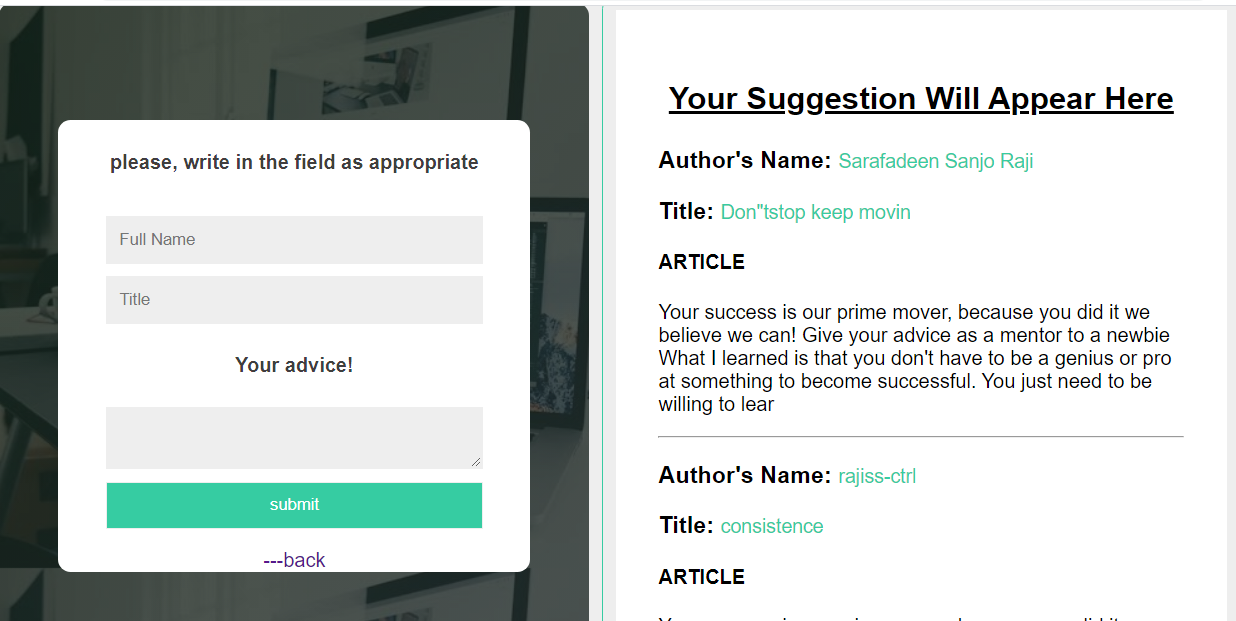 please, write in the field as appropriate
Full Name
Title
Your advice!
submit
---back
Your Suggestion Will Appear Here
Author's Name: Sarafadeen Sanjo Raji
Title: Don"tstop keep movin
ARTICLE
Your success is our prime mover, because you did it we
believe we can! Give your advice as a mentor to a newbie
What I learned is that you don't have to be a genius or pro
at something to become successful. You just need to be
willing to lear
Author's Name: rajiss-ctrl
Title: consistence
ARTICLE